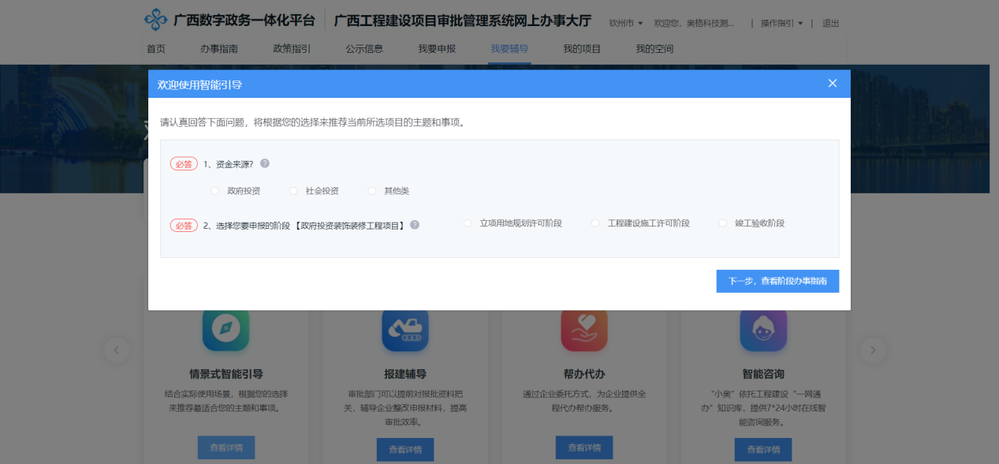 广西数字政务一体化平台
广西工程建设项目审批管理系统网上办事大厅
钦州市
欢迎您，奥格科技测...
| 操作指引
| 退出
首页
办事指南
政策指引
公示信息
我要申报
我要辅导
我的项目
我的空间
欢迎使用智能引导
请认真回答下面问题，将根据您的选择来推荐当前所选项目的主题和事项。
必答 1、资金来源? ?
政府投资
社会投资
其他类
必答 2、选择您要申报的阶段 【政府投资装饰装修工程项目】 ?
立项用地规划许可阶段
工程建设施工许可阶段
竣工验收阶段
下一步，查看阶段办事指南
情景式智能引导
结合实际使用场景，根据您的选择
来推荐最适合您的主题和事项。
查看详情
报建辅导
审批部门可以提前对报批资料把
关，辅导企业整改申报材料，提高
审批效率。
查看详情
帮办代办
通过企业委托方式，为企业提供全
程代办帮办服务。
查看详情
智能咨询
“小奥”依托工程建设“一网通
办”知识库，提供7*24小时在线智
能咨询服务。
查看详情